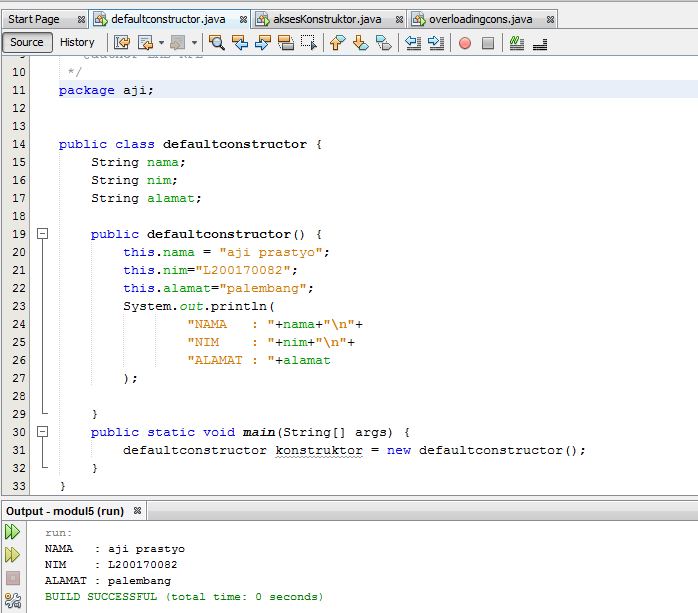 Start Page defaultconstructor.java aksesKonstruktor.java overloadingcons.java
Source History
10 */
11 package aji;
12
13
14 public class defaultconstructor {
15 String nama;
16 String nim;
17 String alamat;
18
19 public defaultconstructor() {
20 this.nama = "aji prastyo";
21 this.nim="L200170082";
22 this.alamat="palembang";
23 System.out.println(
24 "NAMA   : "+nama+"\n"+
25 "NIM    : "+nim+"\n"+
26 "ALAMAT : "+alamat
27 );
28
29 }
30 public static void main(String[] args) {
31 defaultconstructor konstruktor = new defaultconstructor();
32 }
33 }
Output - modul5 (run)
run:
NAMA   : aji prastyo
NIM    : L200170082
ALAMAT : palembang
BUILD SUCCESSFUL (total time: 0 seconds)